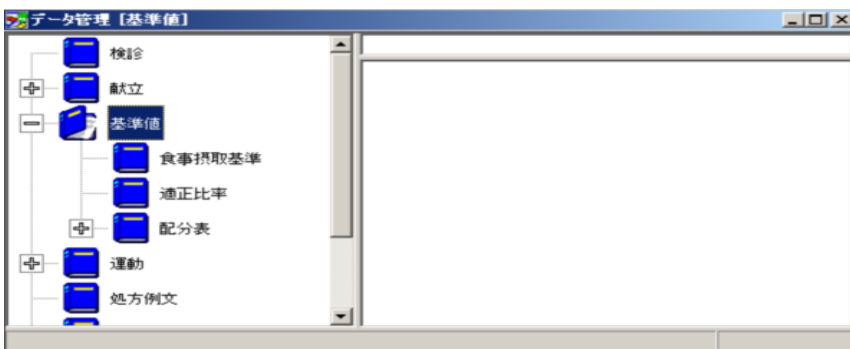 データ管理 [基準値]
検診
献立
基準値
食事摂取基準
適正比率
配分表
運動
処方例文